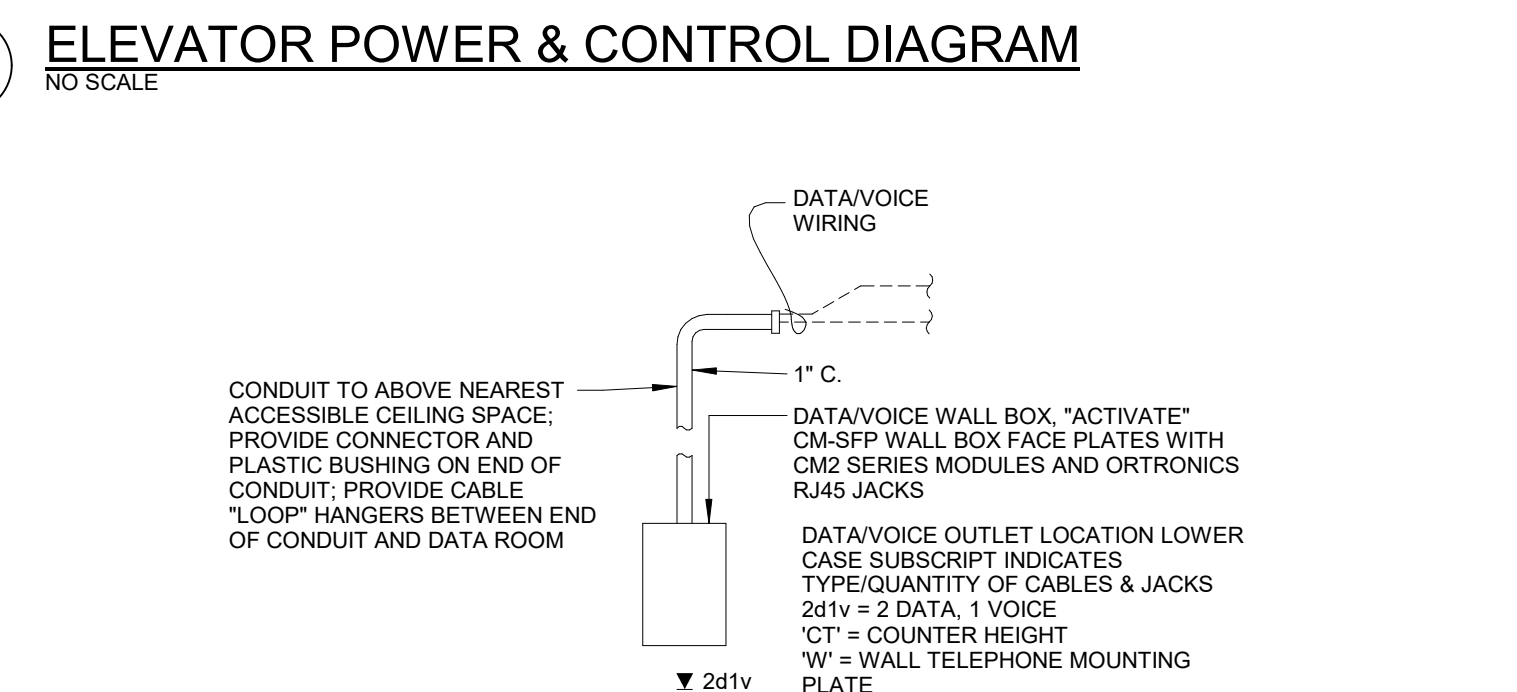 ELEVATOR POWER & CONTROL DIAGRAM
NO SCALE
DATA/VOICE
WIRING
1" C.
CONDUIT TO ABOVE NEAREST
ACCESSIBLE CEILING SPACE;
PROVIDE CONNECTOR AND
PLASTIC BUSHING ON END OF
CONDUIT; PROVIDE CABLE
"LOOP" HANGERS BETWEEN END
OF CONDUIT AND DATA ROOM
DATA/VOICE WALL BOX, "ACTIVATE"
CM-SFP WALL BOX FACE PLATES WITH
CM2 SERIES MODULES AND ORTRONICS
RJ45 JACKS
DATA/VOICE OUTLET LOCATION LOWER
CASE SUBSCRIPT INDICATES
TYPE/QUANTITY OF CABLES & JACKS
2d1v = 2 DATA, 1 VOICE
'CT' = COUNTER HEIGHT
'W' = WALL TELEPHONE MOUNTING
PLATE
2d1v